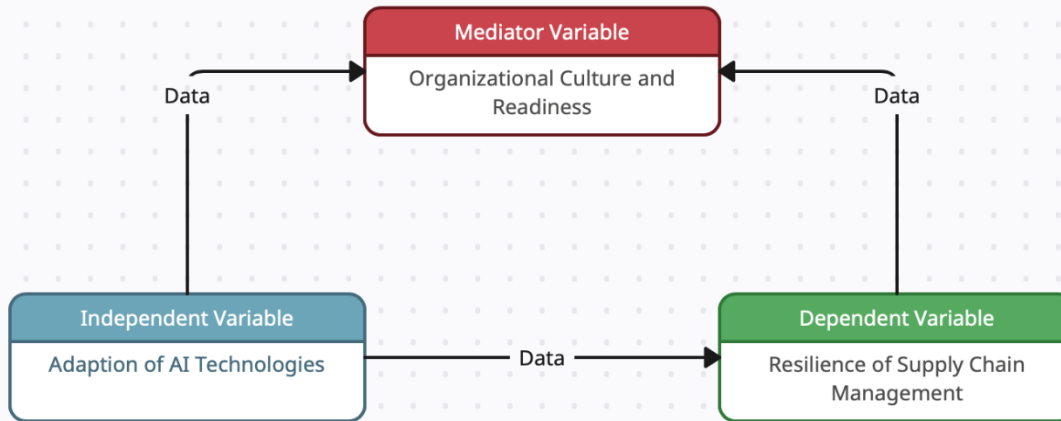 Mediator Variable
Organizational Culture and
Readiness
Data
Data
Independent Variable
Adaption of AI Technologies
Data
Dependent Variable
Resilience of Supply Chain
Management